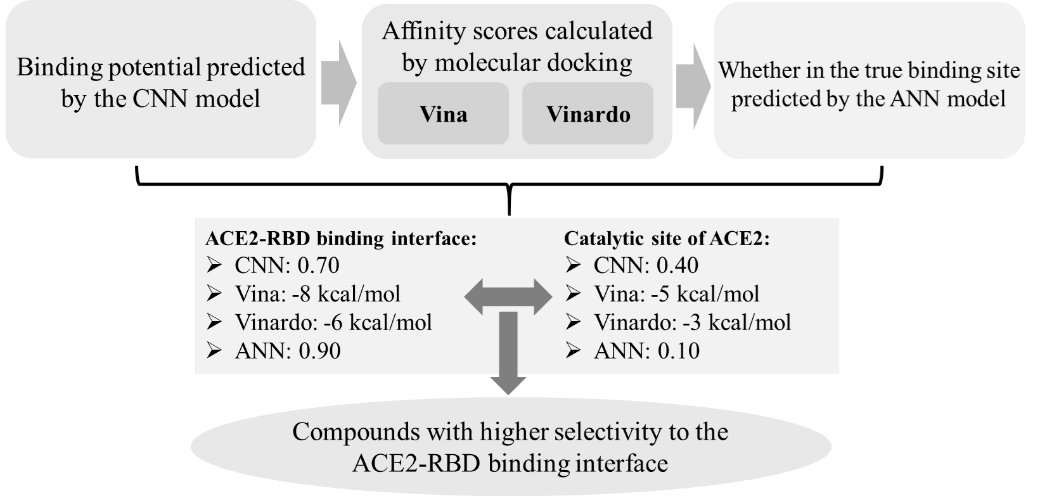 Binding potential predicted
by the CNN model
Affinity scores calculated
by molecular docking
Vina
Vinardo
Whether in the true binding site
predicted by the ANN model
ACE2-RBD binding interface:
➢ CNN: 0.70
➢ Vina: -8 kcal/mol
➢ Vinardo: -6 kcal/mol
➢ ANN: 0.90
Catalytic site of ACE2:
➢ CNN: 0.40
➢ Vina: -5 kcal/mol
➢ Vinardo: -3 kcal/mol
➢ ANN: 0.10
Compounds with higher selectivity to the
ACE2-RBD binding interface